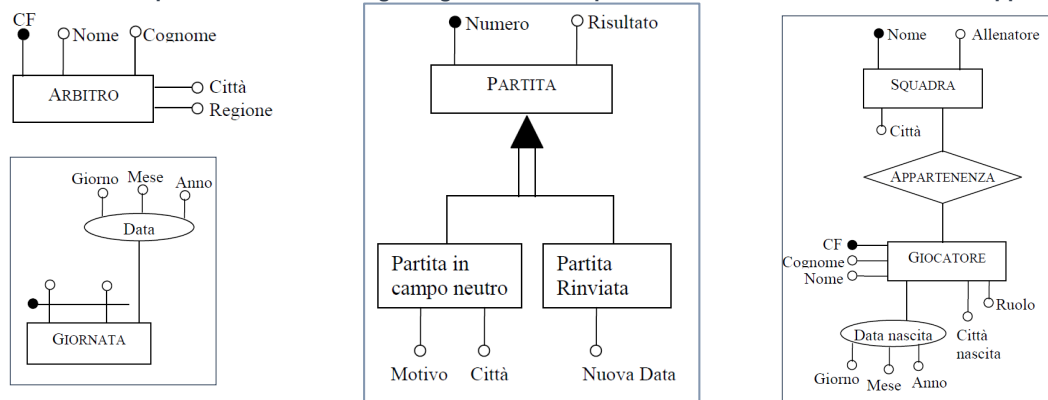 CF
Nome
Cognome
ARBITRO
Città
Regione
Giorno Mese Anno
Data
GIORNATA
Numero
Risultato
PARTITA
Partita in
campo neutro
Partita
Rinviata
Motivo
Città
Nuova Data
Nome
Allenatore
SQUADRA
Città
APPARTENENZA
CF
Cognome
Nome
GIOCATORE
Ruolo
Città
nascita
Data nascita
Giorno Mese Anno